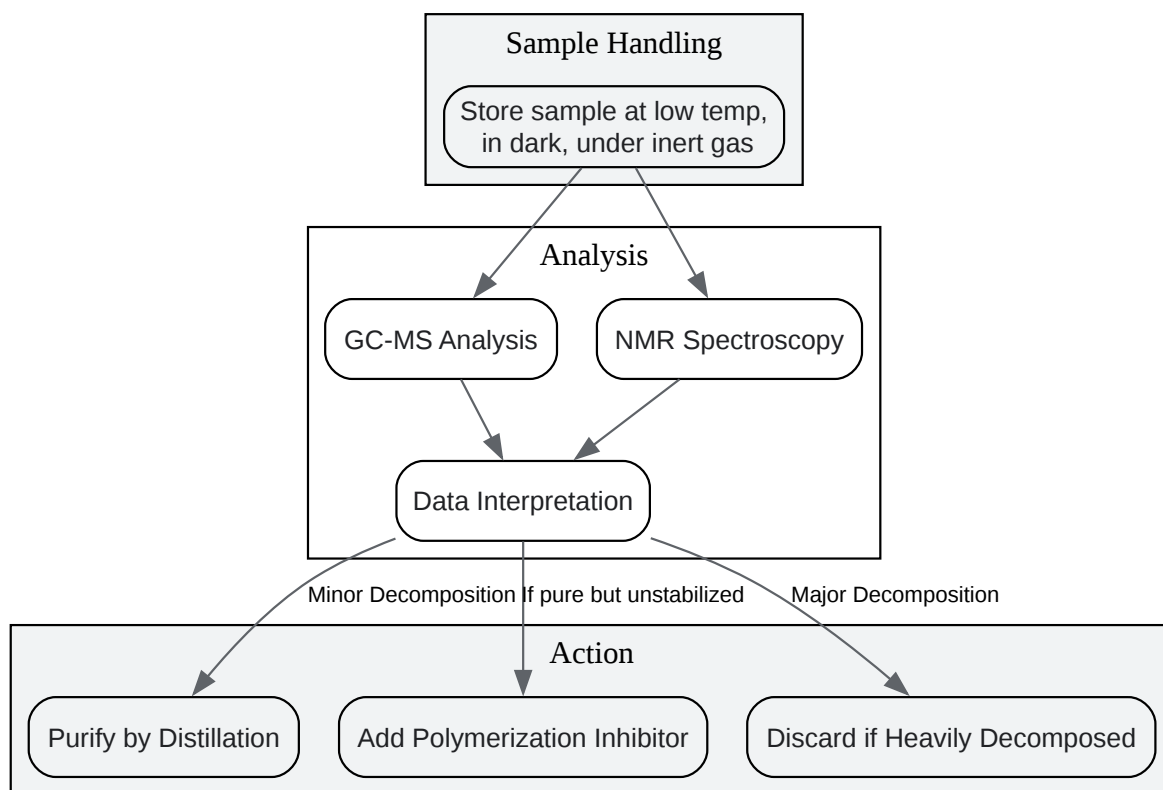 Sample Handling
Store sample at low temp,
in dark, under inert gas
Analysis
GC-MS Analysis
NMR Spectroscopy
Data Interpretation
Minor Decomposition
If pure but unstabilized
Major Decomposition
Action
Purify by Distillation
Add Polymerization Inhibitor
Discard if Heavily Decomposed